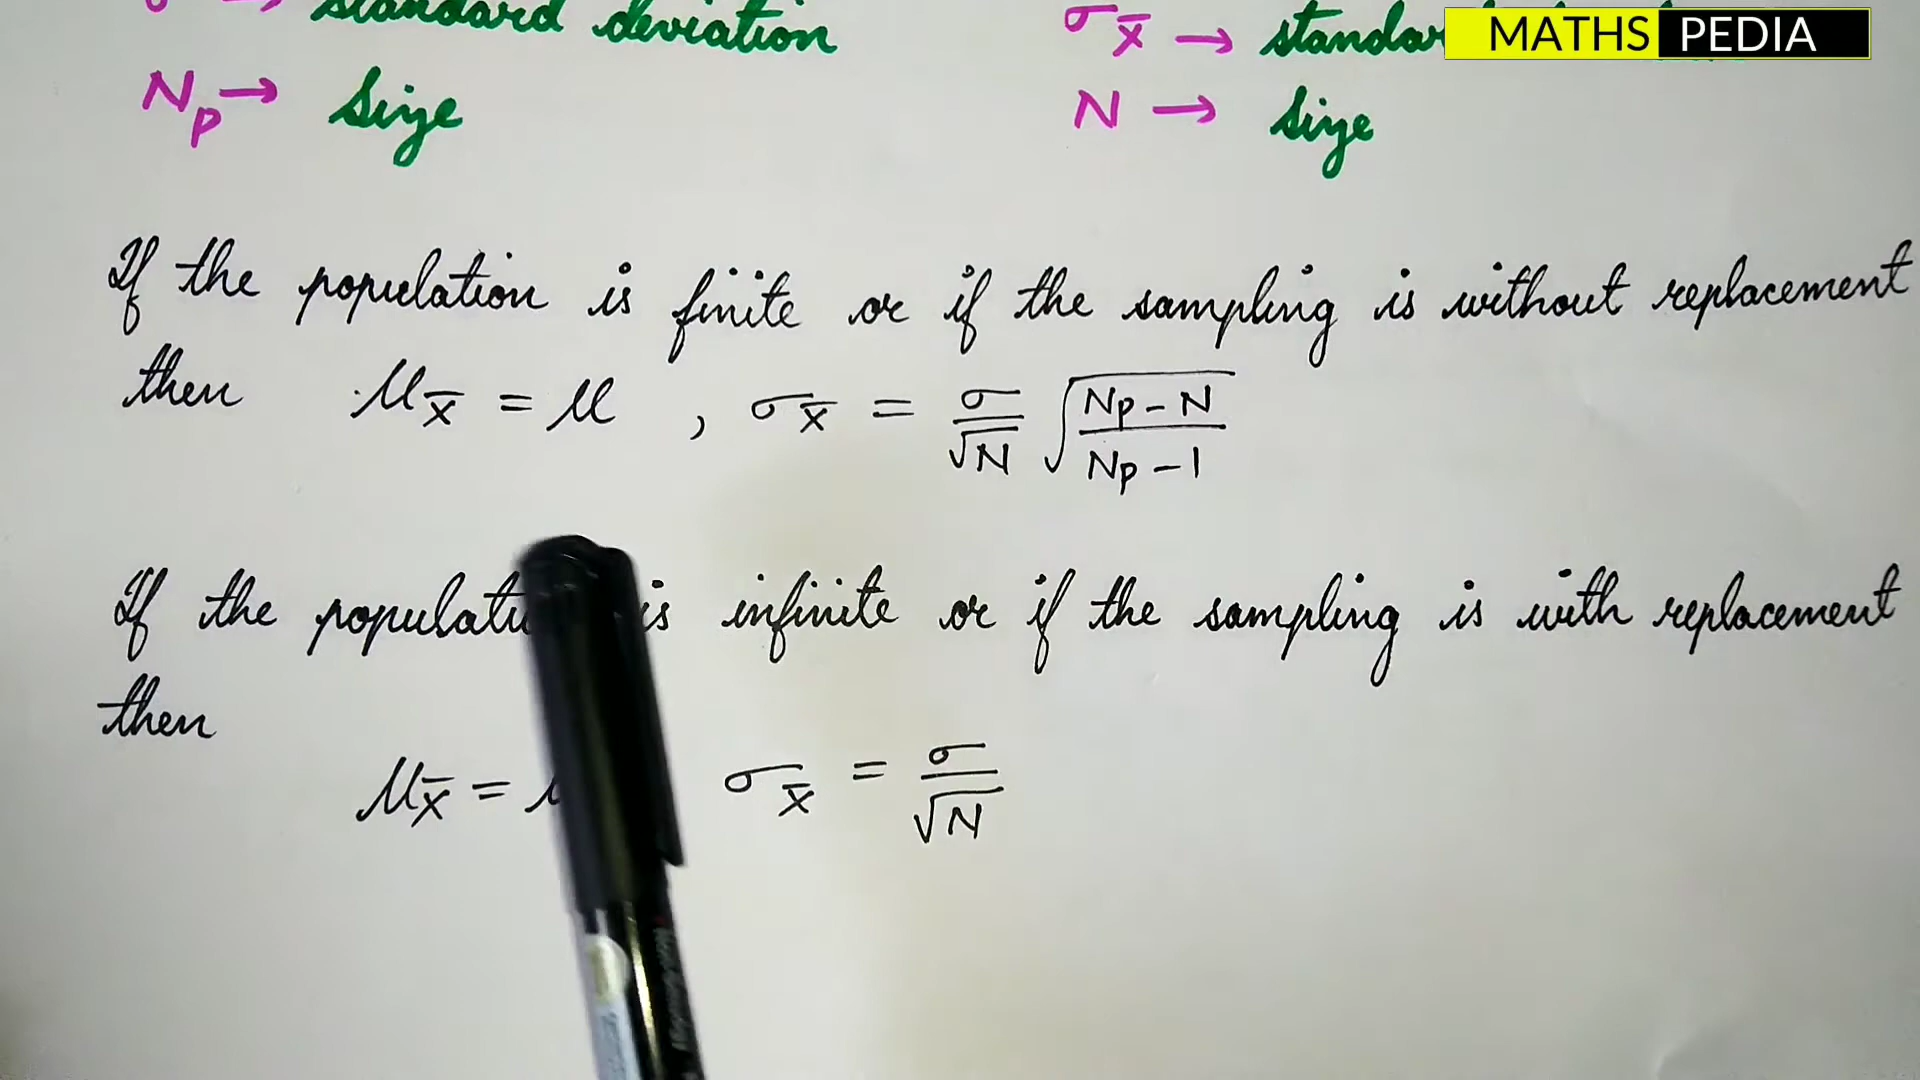 σ → standard deviation
σx̄ → standard
MATHS PEDIA
Np → Size
N → Size
If the population is finite or if the sampling is without replacement
then μx̄ = μ , σx̄ = σ/√N √(Np - N)/(Np - 1)
If the is infinite or if the sampling is with replacement
then
μx̄ = σx̄ = σ/√N